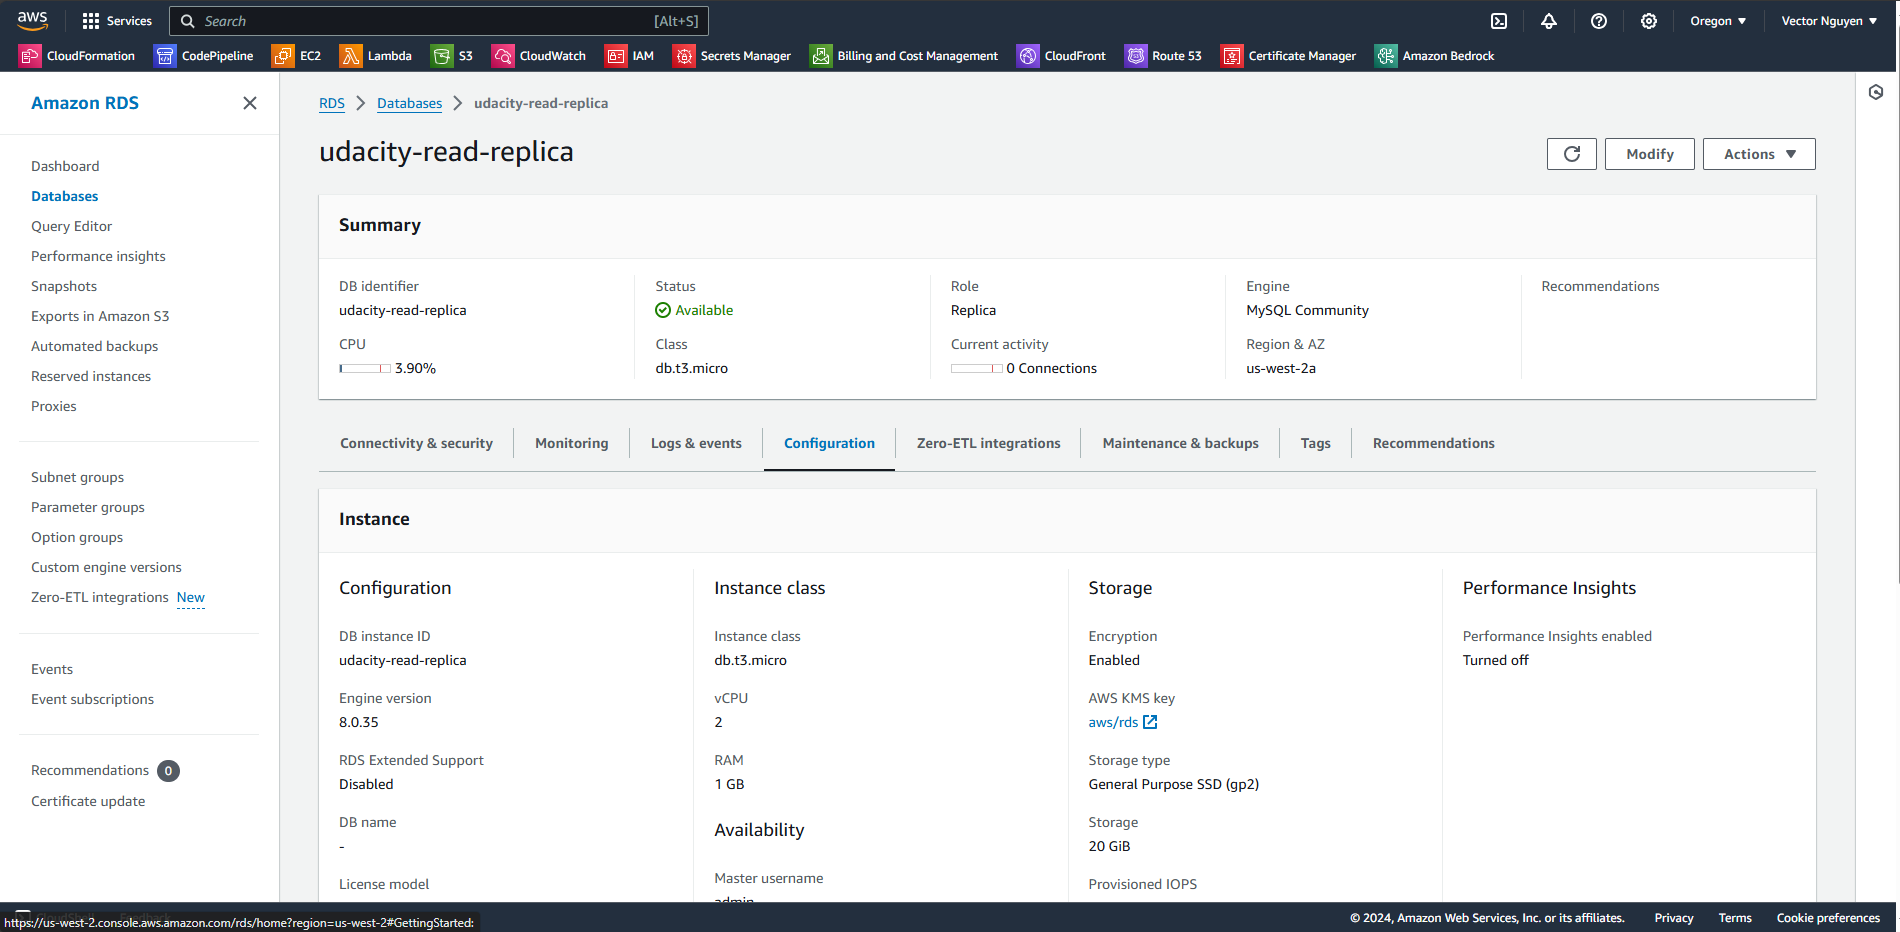 aws Services Search [Alt+S] Oregon Vector Nguyen
CloudFormation CodePipeline EC2 Lambda S3 CloudWatch IAM Secrets Manager Billing and Cost Management CloudFront Route 53 Certificate Manager Amazon Bedrock
Amazon RDS
Dashboard
Databases
Query Editor
Performance insights
Snapshots
Exports in Amazon S3
Automated backups
Reserved instances
Proxies
Subnet groups
Parameter groups
Option groups
Custom engine versions
Zero-ETL integrations New
Events
Event subscriptions
Recommendations 0
Certificate update
RDS Databases udacity-read-replica
udacity-read-replica
Modify Actions
Summary
DB identifier
udacity-read-replica
CPU
3.90%
Status
Available
Class
db.t3.micro
Role
Replica
Current activity
0 Connections
Engine
MySQL Community
Region & AZ
us-west-2a
Recommendations
Connectivity & security Monitoring Logs & events Configuration Zero-ETL integrations Maintenance & backups Tags Recommendations
Instance
Configuration
DB instance ID
udacity-read-replica
Engine version
8.0.35
RDS Extended Support
Disabled
DB name
-
License model
Instance class
Instance class
db.t3.micro
vCPU
2
RAM
1 GB
Availability
Master username
admin
Storage
Encryption
Enabled
AWS KMS key
aws/rds
Storage type
General Purpose SSD (gp2)
Storage
20 GiB
Provisioned IOPS
Performance Insights
Performance Insights enabled
Turned off
https://us-west-2.console.aws.amazon.com/rds/home?region=us-west-2#GettingStarted:
© 2024, Amazon Web Services, Inc. or its affiliates. Privacy Terms Cookie preferences